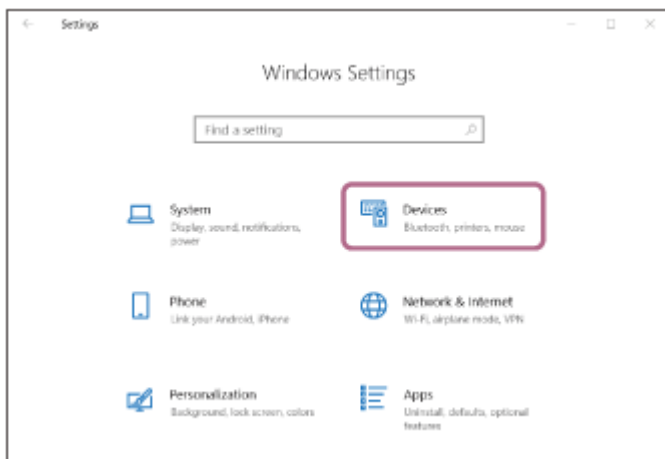 Settings
Windows Settings
Find a setting
System
Display, sound, notifications,
power
Devices
Bluetooth, printers, mouse
Phone
Link your Android, iPhone
Network & Internet
Wi-Fi, airplane mode, VPN
Personalization
Background, lock screen, colors
Apps
Uninstall, defaults, optional
features